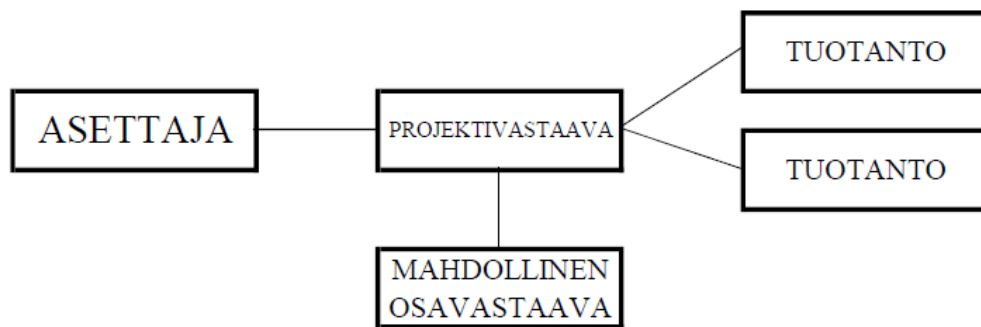 TUOTANTO
ASETTAJA
PROJEKTIVASTAAVA
TUOTANTO
MAHDOLLINEN
OSAVASTAAVA